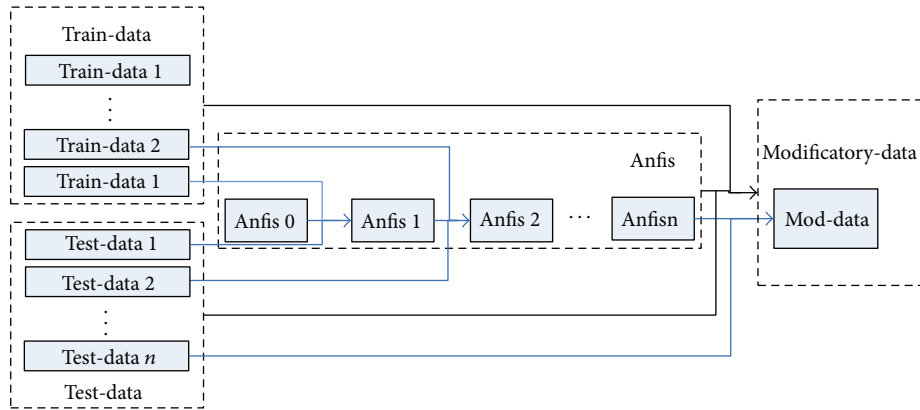 Train-data
Train-data 1
⋮
Train-data 2
Train-data 1
Test-data 1
Test-data 2
⋮
Test-data n
Test-data
Anfis
Anfis 0
Anfis 1
Anfis 2
⋯
Anfisn
Modificatory-data
Mod-data